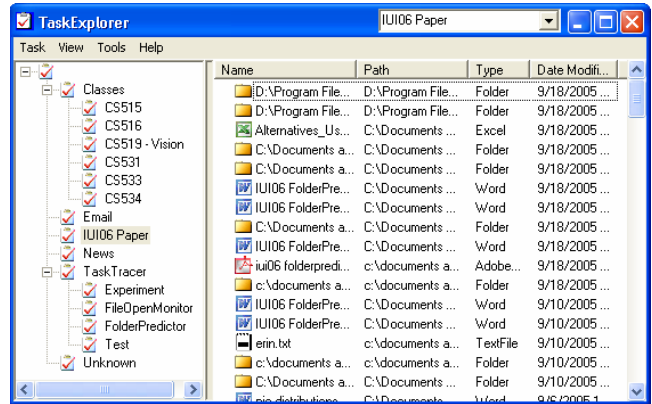 TaskExplorer IUI06 Paper
Task View Tools Help
Classes
CS515
CS516
CS519 - Vision
CS531
CS533
CS534
Email
IUI06 Paper
News
TaskTracer
Experiment
FileOpenMonitor
FolderPredictor
Test
Unknown
Name Path Type Date Modifi...
D:\Program File... D:\Program File... Folder 9/18/2005 ...
D:\Program File... D:\Program File... Folder 9/18/2005 ...
Alternatives_Us... C:\Documents ... Excel 9/18/2005 ...
C:\Documents a... C:\Documents ... Folder 9/18/2005 ...
IUI06 FolderPre... C:\Documents ... Word 9/18/2005 ...
IUI06 FolderPre... C:\Documents ... Word 9/18/2005 ...
C:\Documents a... C:\Documents ... Folder 9/18/2005 ...
IUI06 FolderPre... C:\Documents ... Word 9/18/2005 ...
iui06 folderpredi... c:\documents a... Adobe... 9/18/2005 ...
c:\documents a... c:\documents a... Folder 9/18/2005 ...
IUI06 FolderPre... C:\Documents ... Word 9/10/2005 ...
IUI06 FolderPre... C:\Documents ... Word 9/10/2005 ...
erin.txt c:\documents a... TextFile 9/10/2005 ...
c:\documents a... c:\documents a... Folder 9/10/2005 ...
C:\Documents a... C:\Documents ... Folder 9/10/2005 ...
distributions C:\Documents Word 9/6/2005 1